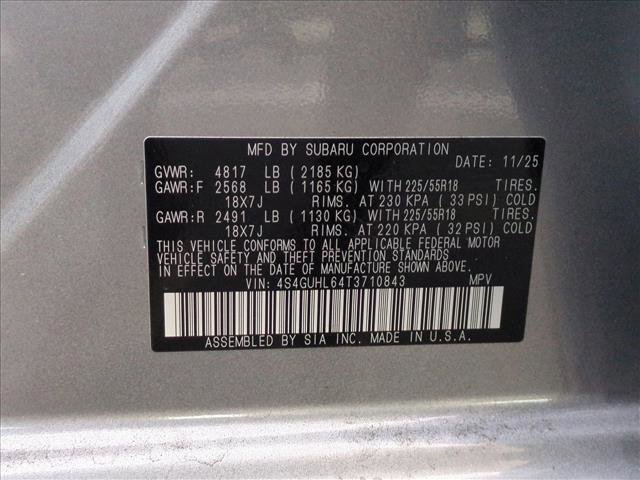 MFD BY SUBARU CORPORATION
DATE: 11/25
GVWR: 4817 LB (2185 KG)
GAWR:F 2568 LB (1165 KG) WITH 225/55R18 TIRES.
18X7J RIMS. AT 230 KPA (33 PSI) COLD
GAWR:R 2491 LB (1130 KG) WITH 225/55R18 TIRES.
18X7J RIMS. AT 220 KPA (32 PSI) COLD
THIS VEHICLE CONFORMS TO ALL APPLICABLE FEDERAL MOTOR
VEHICLE SAFETY AND BUMPER STANDARDS IN EFFECT ON
THE DATE OF MANUFACTURE SHOWN ABOVE.
VIN: 4S4GUHL64T3710843 MPV
ASSEMBLED BY SIA INC. MADE IN U.S.A.